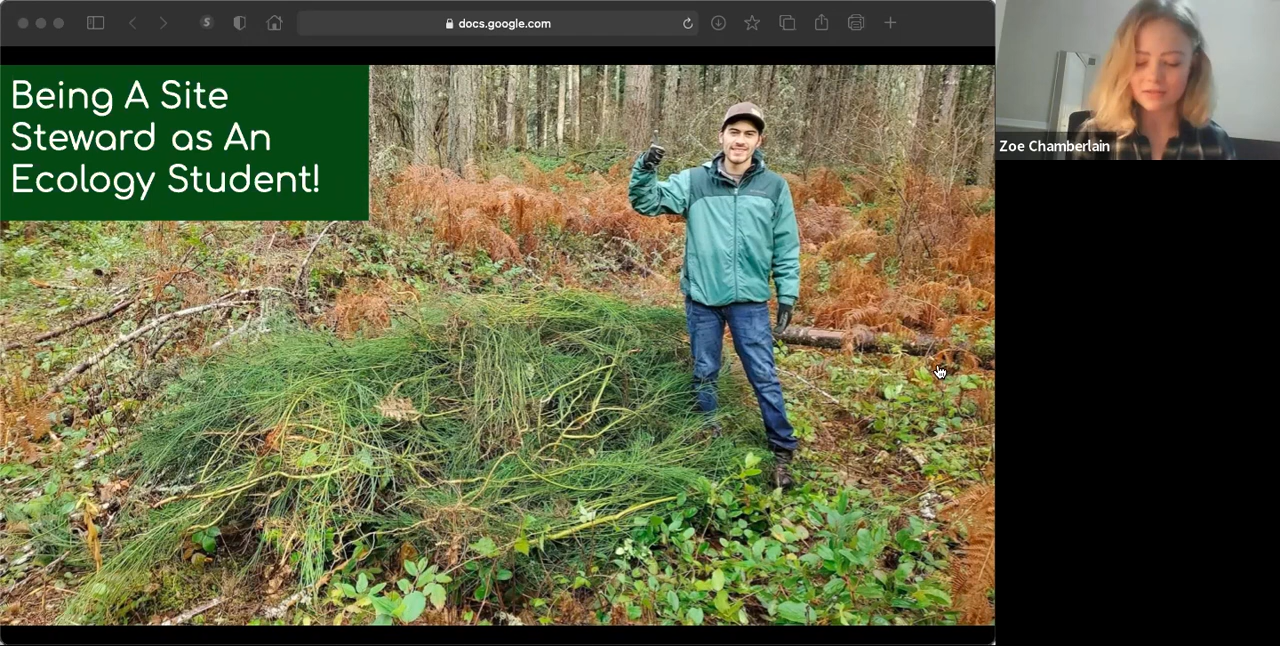 docs.google.com
Being A Site
Steward as An
Ecology Student!
Zoe Chamberlain